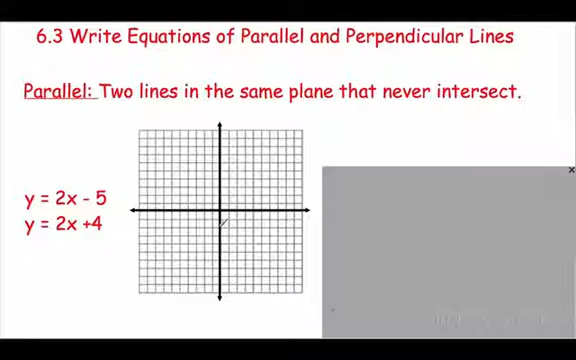 6.3 Write Equations of Parallel and Perpendicular Lines
Parallel: Two lines in the same plane that never intersect.
y = 2x - 5
y = 2x +4